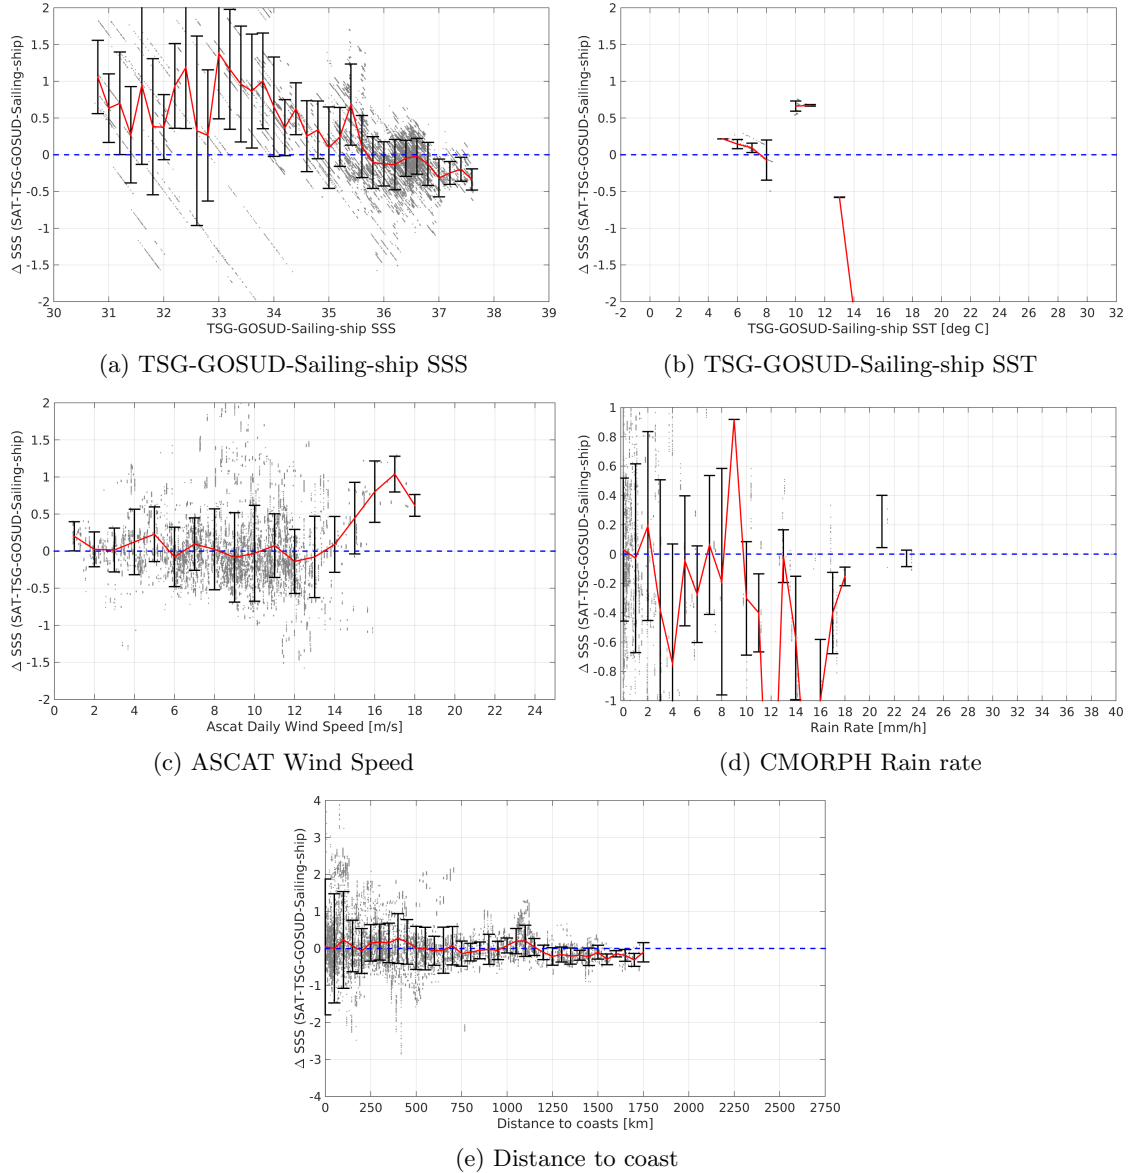 Δ SSS (SAT-TSG-GOSUD-Sailing-ship)
2
1.5
1
0.5
0
-0.5
-1
-1.5
-2
30 31 32 33 34 35 36 37 38 39
TSG-GOSUD-Sailing-ship SSS
(a) TSG-GOSUD-Sailing-ship SSS
Δ SSS (SAT-TSG-GOSUD-Sailing-ship)
2
1.5
1
0.5
0
-0.5
-1
-1.5
-2
-2 0 2 4 6 8 10 12 14 16 18 20 22 24 26 28 30 32
TSG-GOSUD-Sailing-ship SST [deg C]
(b) TSG-GOSUD-Sailing-ship SST
Δ SSS (SAT-TSG-GOSUD-Sailing-ship)
2
1.5
1
0.5
0
-0.5
-1
-1.5
-2
0 2 4 6 8 10 12 14 16 18 20 22 24
Ascat Daily Wind Speed [m/s]
(c) ASCAT Wind Speed
Δ SSS (SAT-TSG-GOSUD-Sailing-ship)
1
0.8
0.6
0.4
0.2
0
-0.2
-0.4
-0.6
-0.8
-1
0 2 4 6 8 10 12 14 16 18 20 22 24 26 28 30 32 34 36 38 40
Rain Rate [mm/h]
(d) CMORPH Rain rate
Δ SSS (SAT-TSG-GOSUD-Sailing-ship)
4
3
2
1
0
-1
-2
-3
-4
0 250 500 750 1000 1250 1500 1750 2000 2250 2500 2750
Distance to coasts [km]
(e) Distance to coast